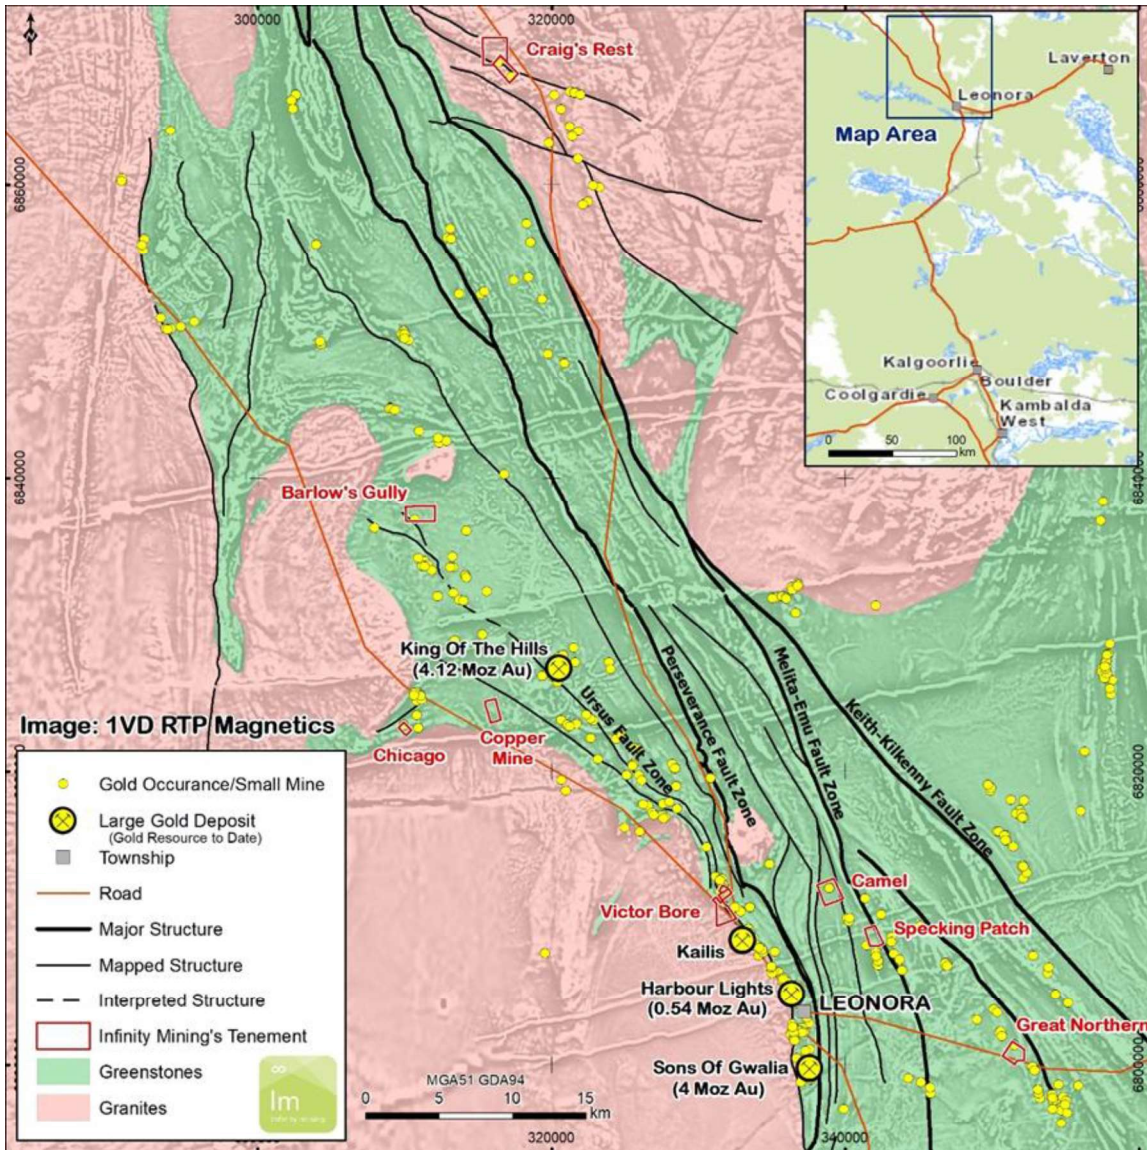 300000
320000
N
Craig's Rest
Laverton
Leonora
Map Area
Kalgoorlie
Boulder
Coolgardie
Kambalda
West
0 50 100
km
6860000
6860000
6840000
6840000
Barlow's Gully
King Of The Hills
(4.12 Moz Au)
Ursus Fault Zone
Perseverance Fault Zone
Melita-Emu Fault Zone
Keith-Kilkenny Fault Zone
Image: 1VD RTP Magnetics
Chicago
Copper
Mine
6820000
Gold Occurance/Small Mine
Large Gold Deposit
(Gold Resource to Date)
Township
Road
Major Structure
Mapped Structure
Interpreted Structure
Infinity Mining's Tenement
Greenstones
Granites
∞
Im
Victor Bore
Camel
Specking Patch
Kailis
Harbour Lights
(0.54 Moz Au)
LEONORA
Great Northern
Sons Of Gwalia
(4 Moz Au)
6800000
MGA51 GDA94
0 5 10 15
km
300000
320000
340000